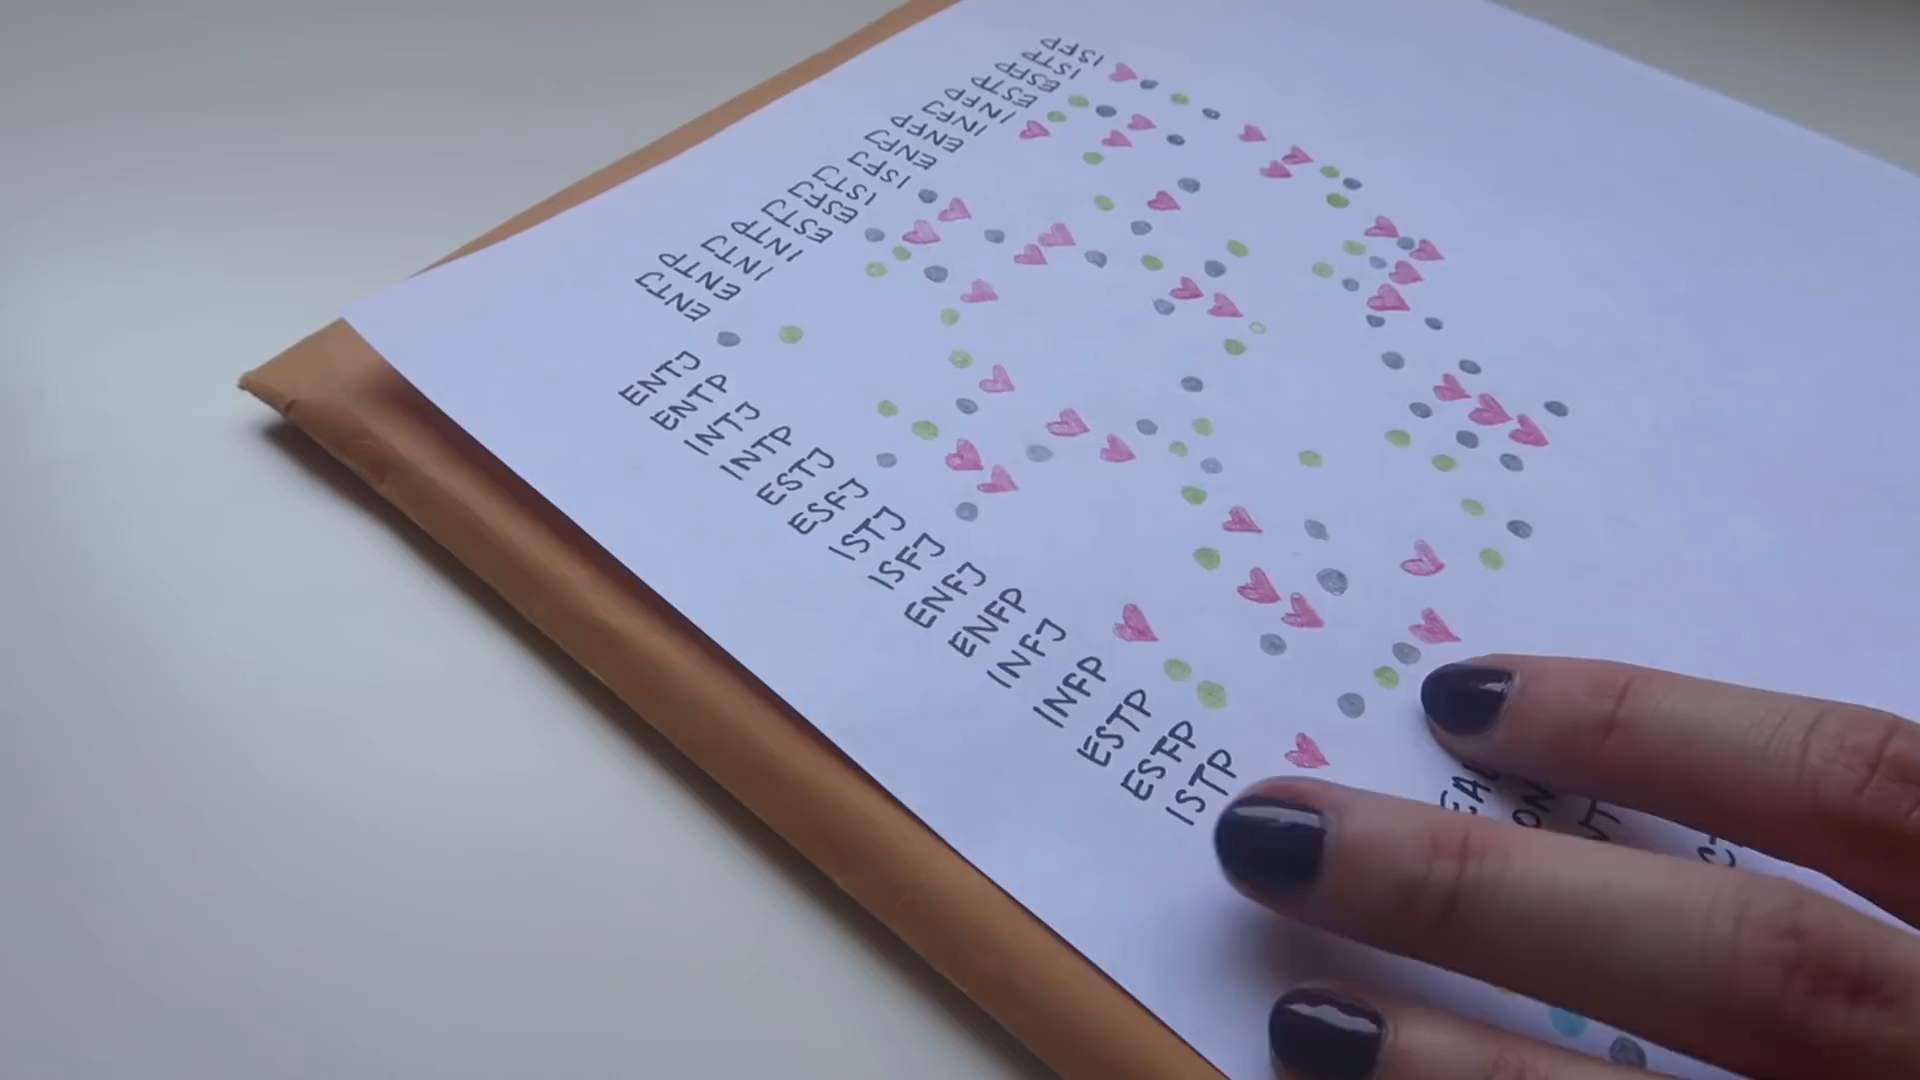 ENTJ
ENTP
INTJ
INTP
ESTJ
ESFJ
ISTJ
ISFJ
ENFJ
ENFP
INFJ
INFP
ESTP
ESFP
ISTP
ISFP
ENTJ
ENTP
INTJ
INTP
ESTJ
ESFJ
ISTJ
ISFJ
ENFJ
ENFP
INFJ
INFP
ESTP
ESFP
ISTP